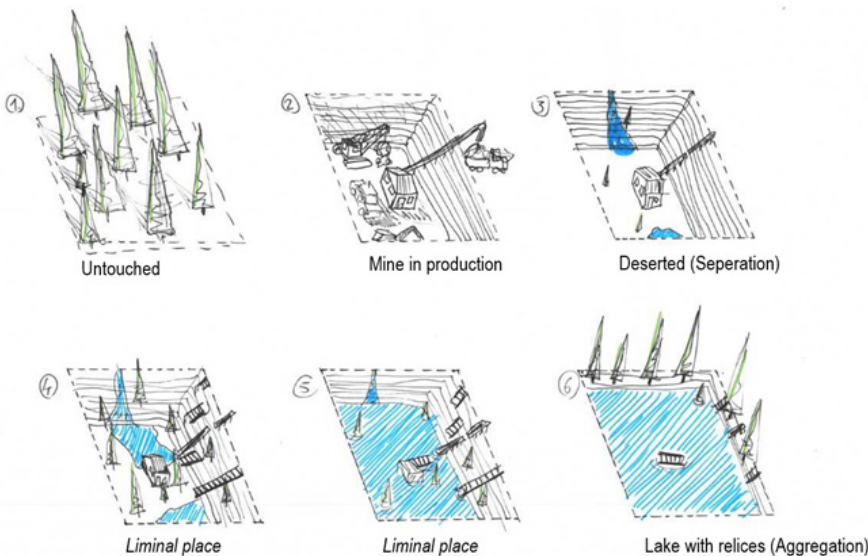 ①
Untouched
②
Mine in production
③
Deserted (Seperation)
④
Liminal place
⑤
Liminal place
⑥
Lake with relices (Aggregation)